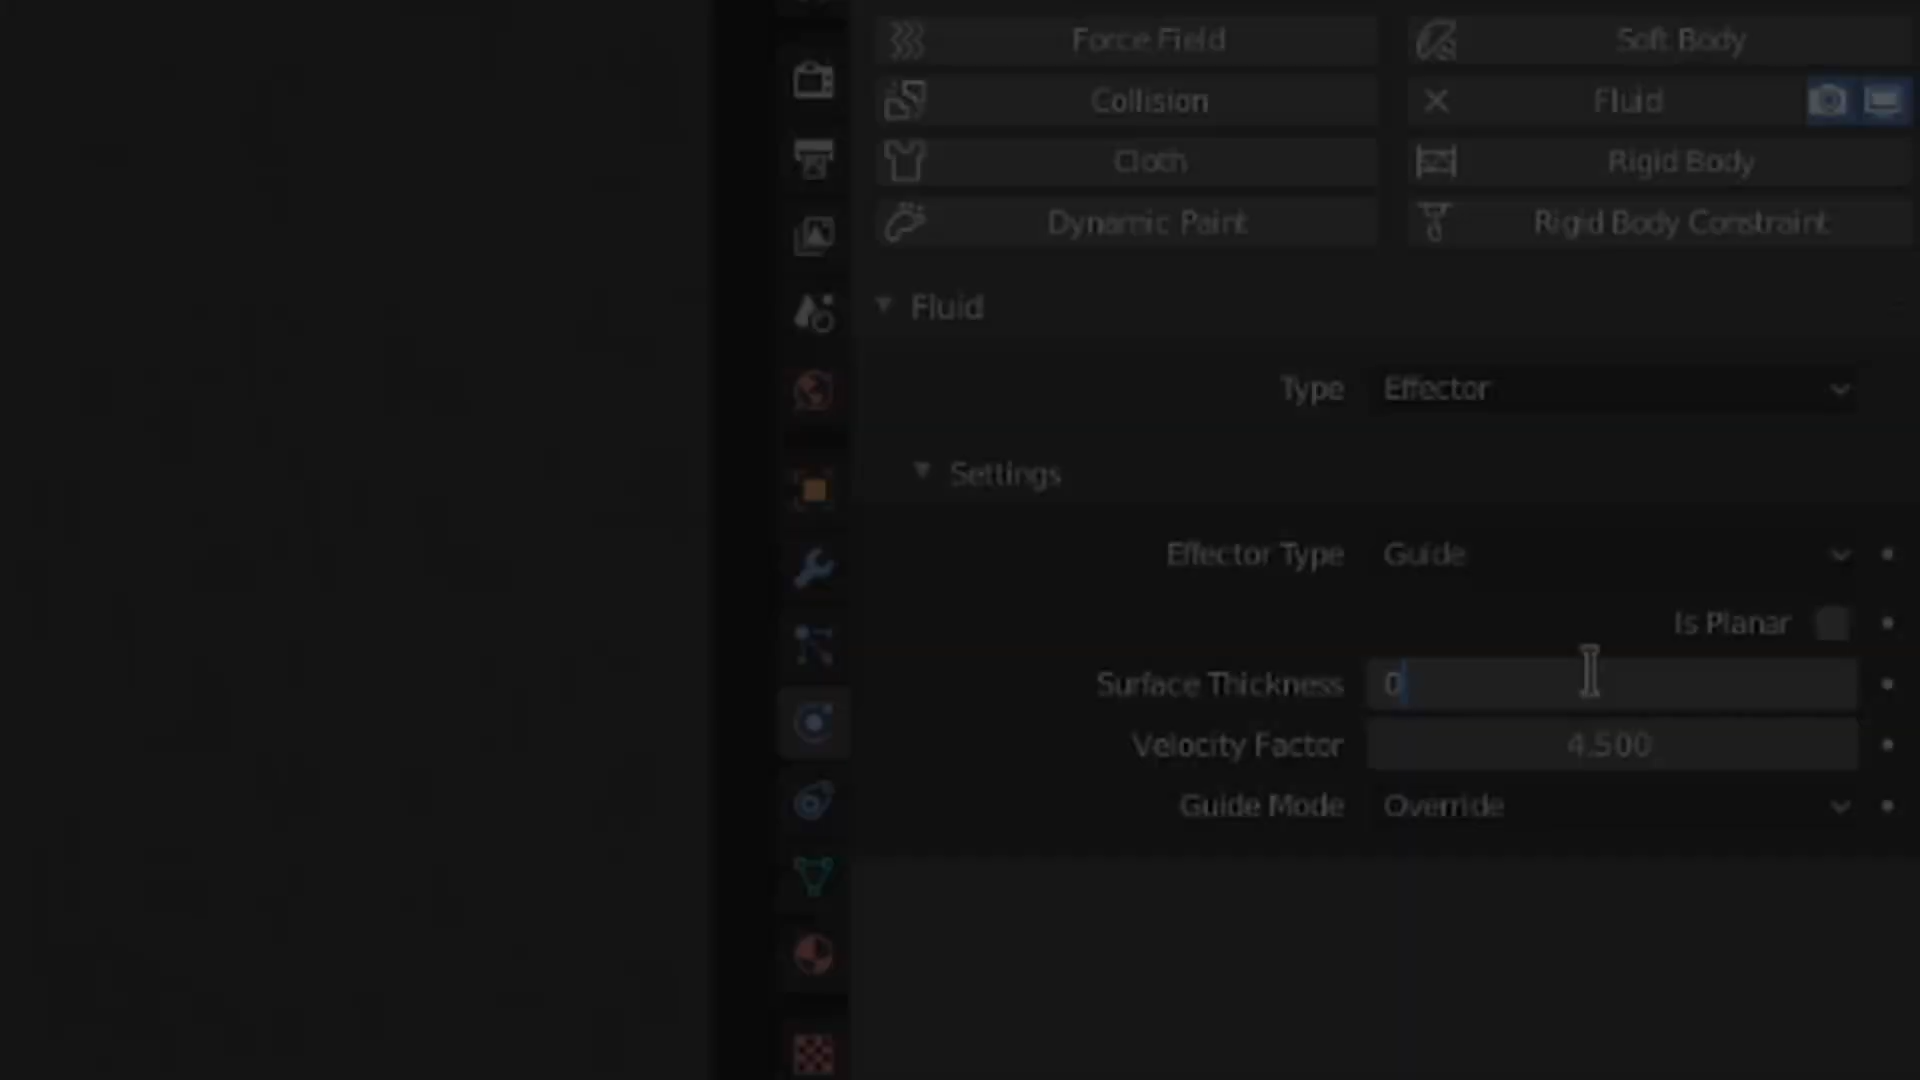 Force Field Soft Body
Collision Fluid
Cloth Rigid Body
Dynamic Paint Rigid Body Constraint
Fluid
Type Effector
Settings
Effector Type Guide
Is Planar
Surface Thickness 0
Velocity Factor 4.500
Guide Mode Override